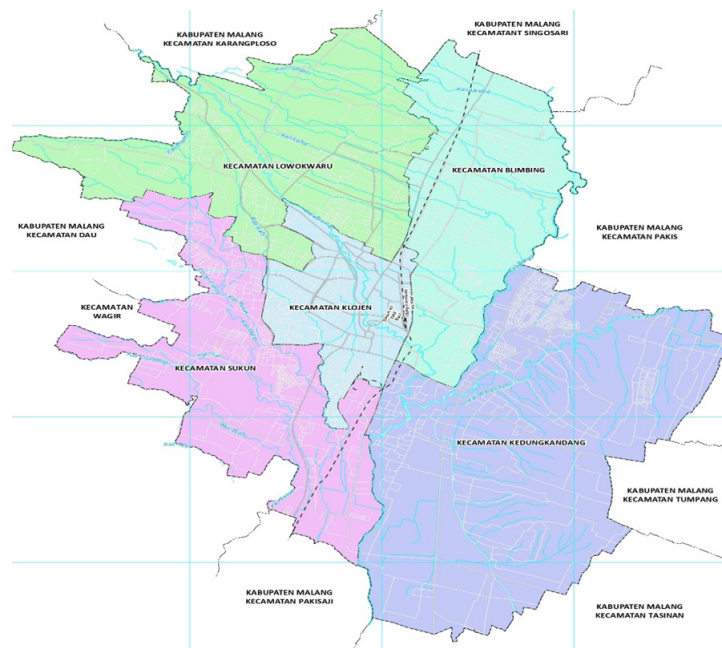 KABUPATEN MALANG
KECAMATAN KARANGPLOSO
KABUPATEN MALANG
KECAMATANT SINGOSARI
KECAMATAN LOWOKWARU
KECAMATAN BLIMBING
KABUPATEN MALANG
KECAMATAN DAU
KABUPATEN MALANG
KECAMATAN PAKIS
KECAMATAN
WAGIR
KECAMATAN KLOJEN
KECAMATAN SUKUN
KECAMATAN KEDUNGKANDANG
KABUPATEN MALANG
KECAMATAN TUMPANG
KABUPATEN MALANG
KECAMATAN PAKISAJI
KABUPATEN MALANG
KECAMATAN TASINAN